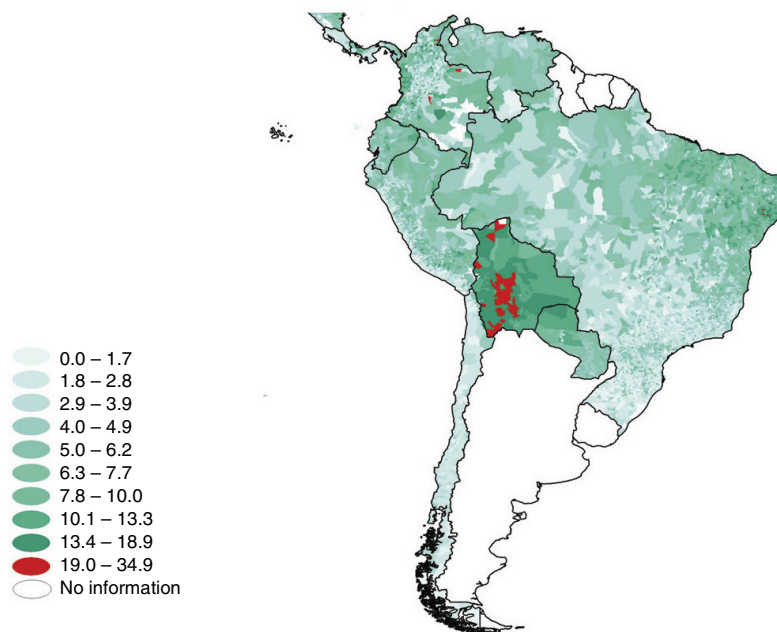 0.0 – 1.7
1.8 – 2.8
2.9 – 3.9
4.0 – 4.9
5.0 – 6.2
6.3 – 7.7
7.8 – 10.0
10.1 – 13.3
13.4 – 18.9
19.0 – 34.9
No information